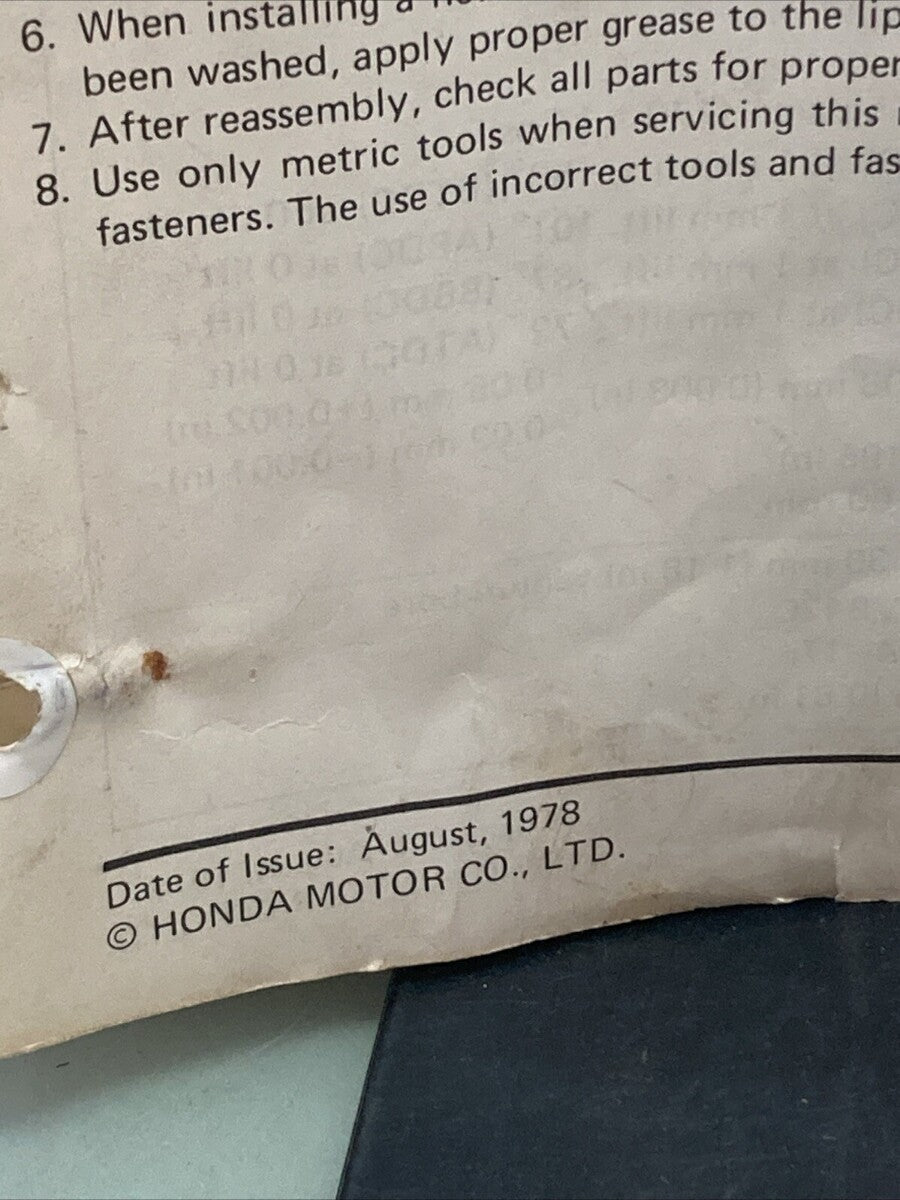 6. When installing a
been washed, apply proper grease to the lip
7. After reassembly, check all parts for proper
8. Use only metric tools when servicing this
fasteners. The use of incorrect tools and fas
Date of Issue: August, 1978
© HONDA MOTOR CO., LTD.